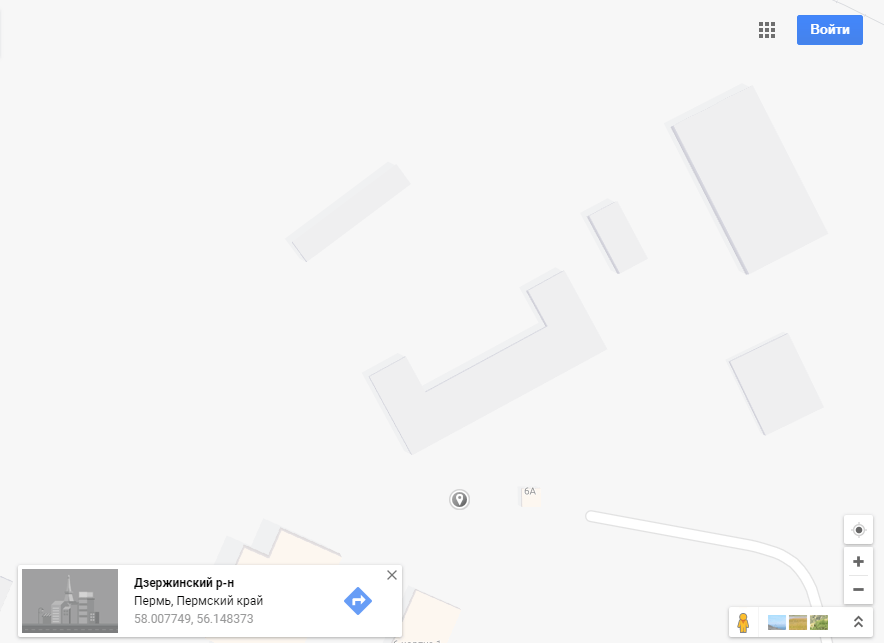 Войти
6А
Дзержинский р-н
Пермь, Пермский край
58.007749, 56.148373